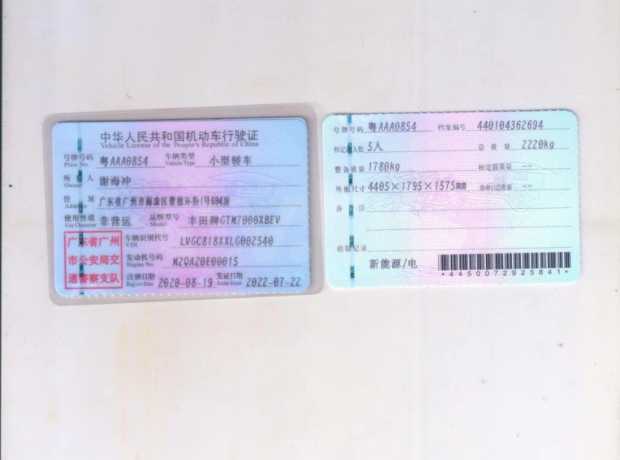 中华人民共和国机动车行驶证
Vehicle License of the People's Republic of China
号牌号码 粤AAA0854 车辆类型 小型轿车
Plate No. Vehicle Type
所有人 谢海冲
Owner
住址
Address
使用性质 非营运 品牌型号 丰田牌GTM7000XBEV
Use Character Model
广东省广州市公安局交通警察支队
车辆识别代号 LVGC818XXLG002540
VIN
发动机号码 M20A20E00015
Engine No.
注册日期 2020-08-19 发证日期 2022-07-22
Register Date Issue Date
号牌号码 粤AAA0854 档案编号 440104362694
核定载人数 5人 总质量 2220kg
整备质量 1780kg 核定载质量 --
外廓尺寸 4405×1795×1575mm 准牵引总质量 --
备注
检验记录
新能源/电
*4450072925841*